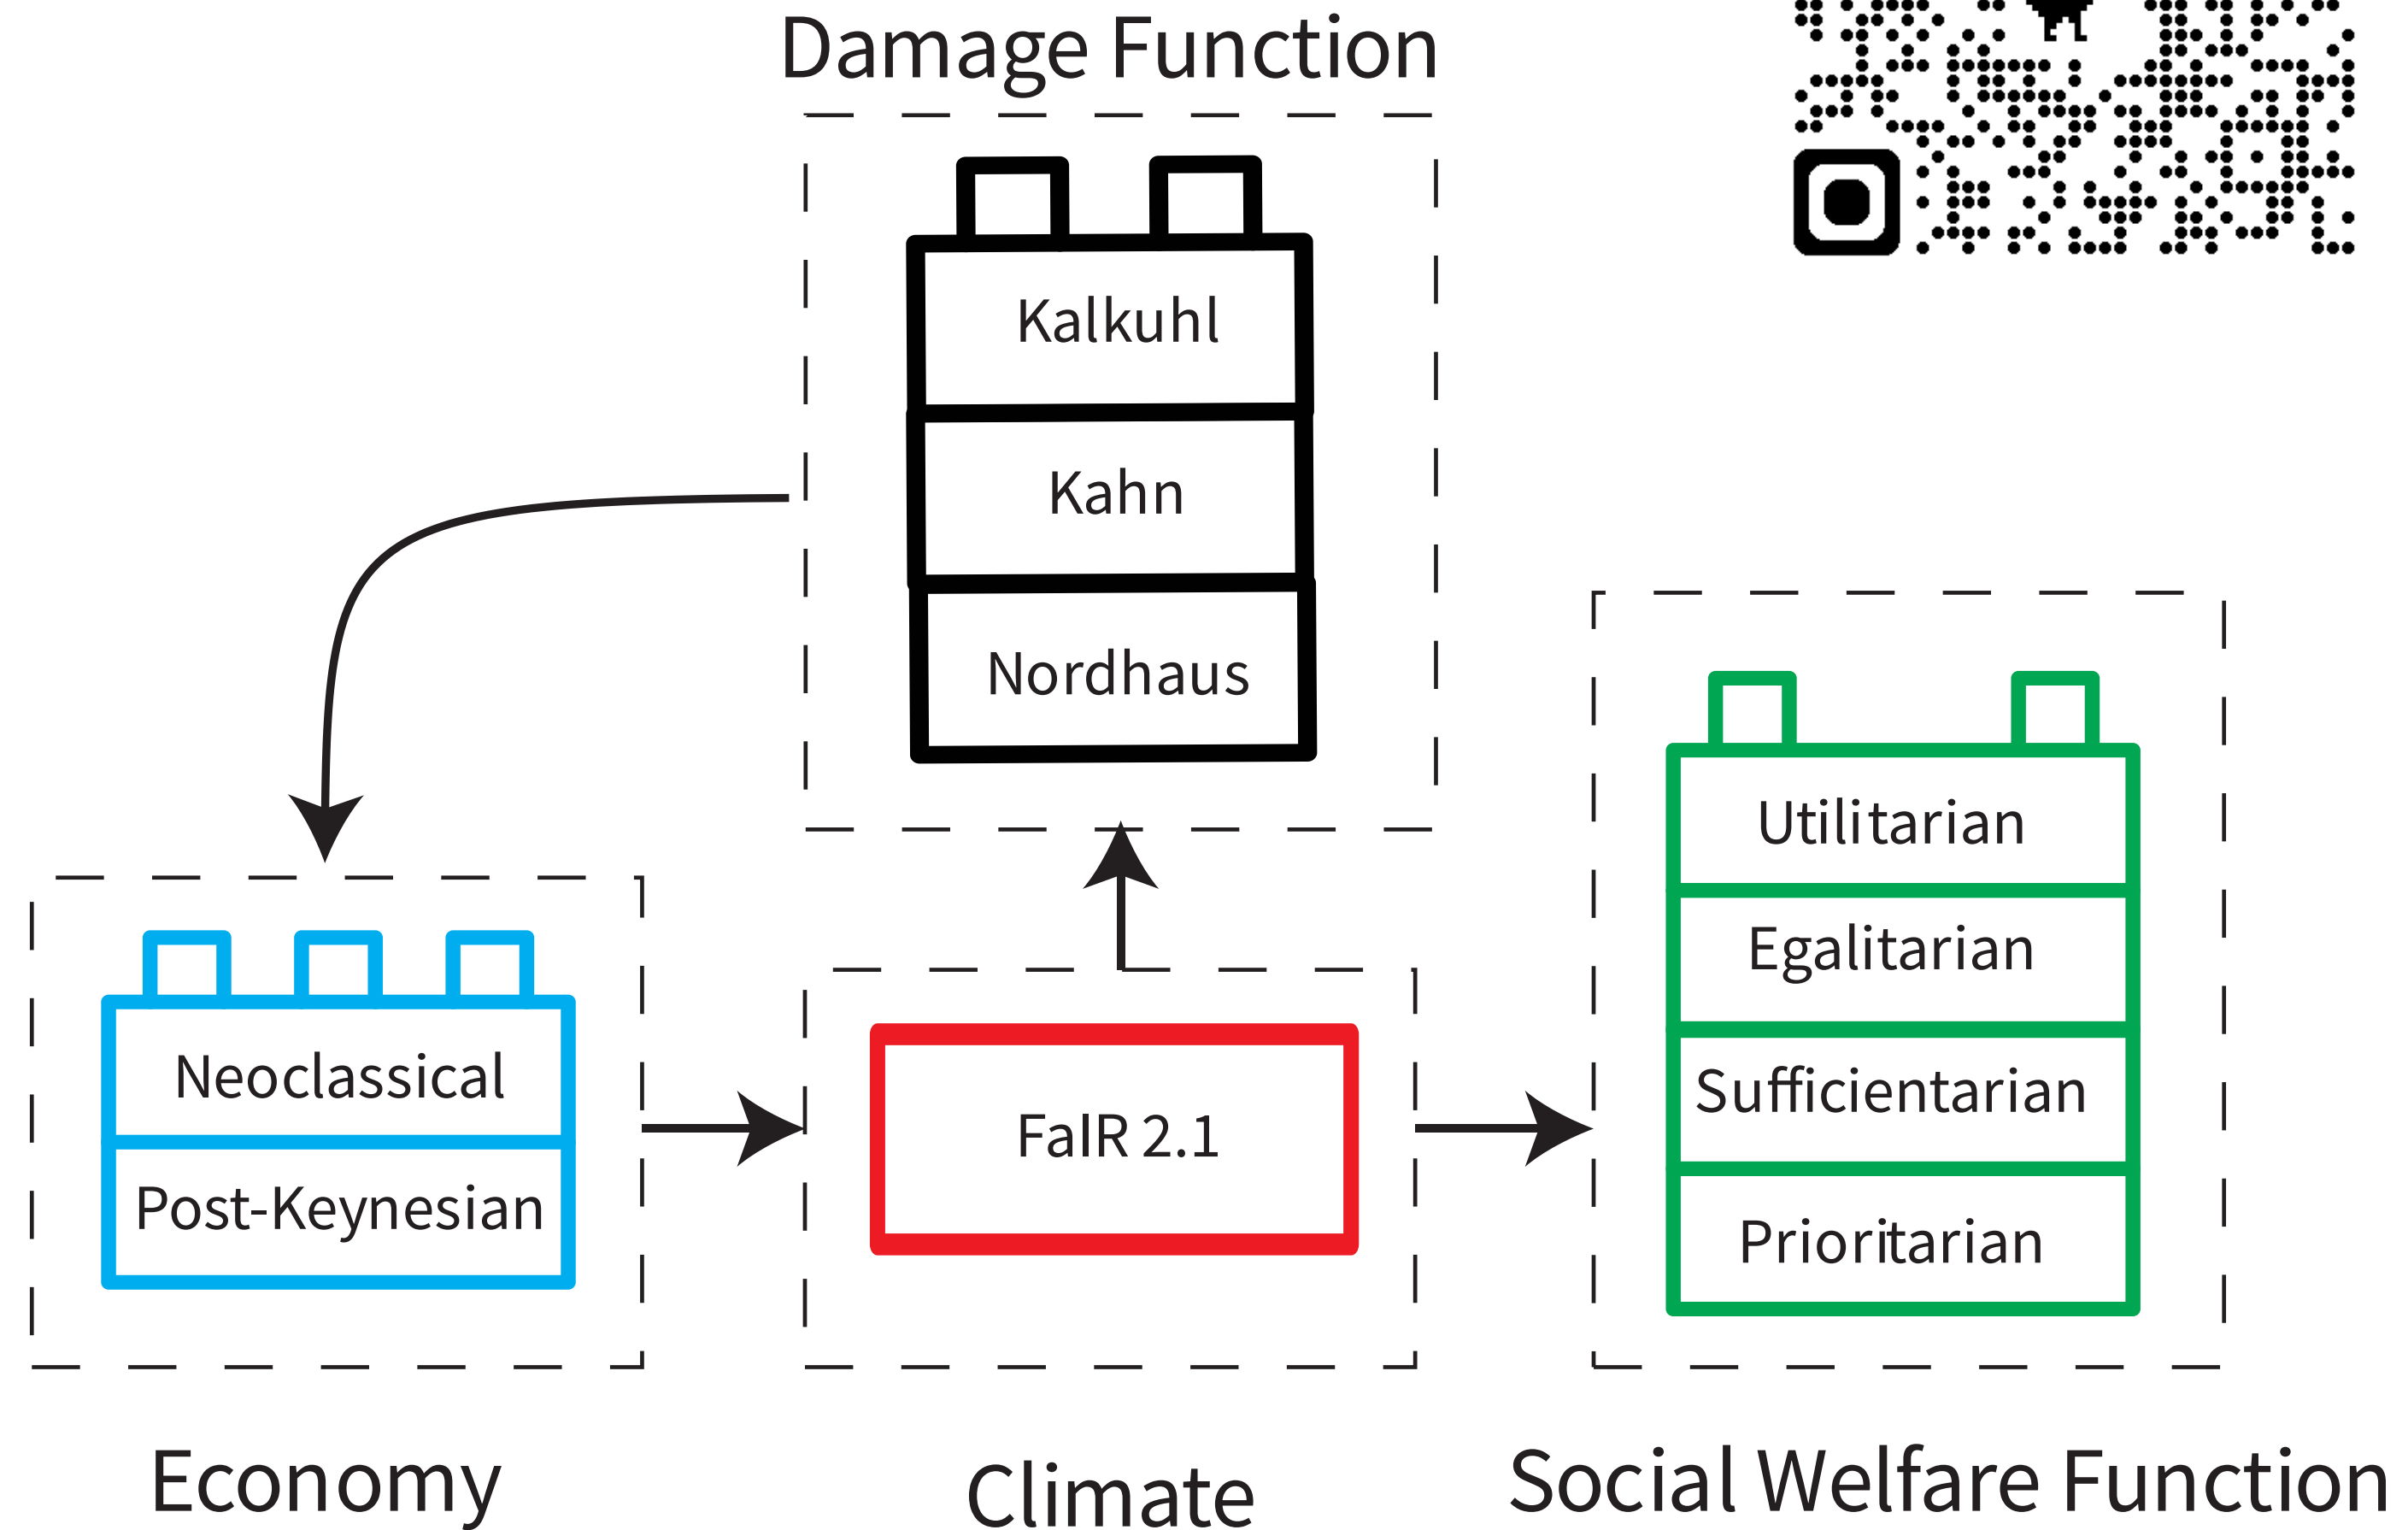 Damage Function
Kalkuhl
Kahn
Nordhaus
Neoclassical
Post-Keynesian
Economy
FaIR 2.1
Climate
Utilitarian
Egalitarian
Sufficientarian
Prioritarian
Social Welfare Function